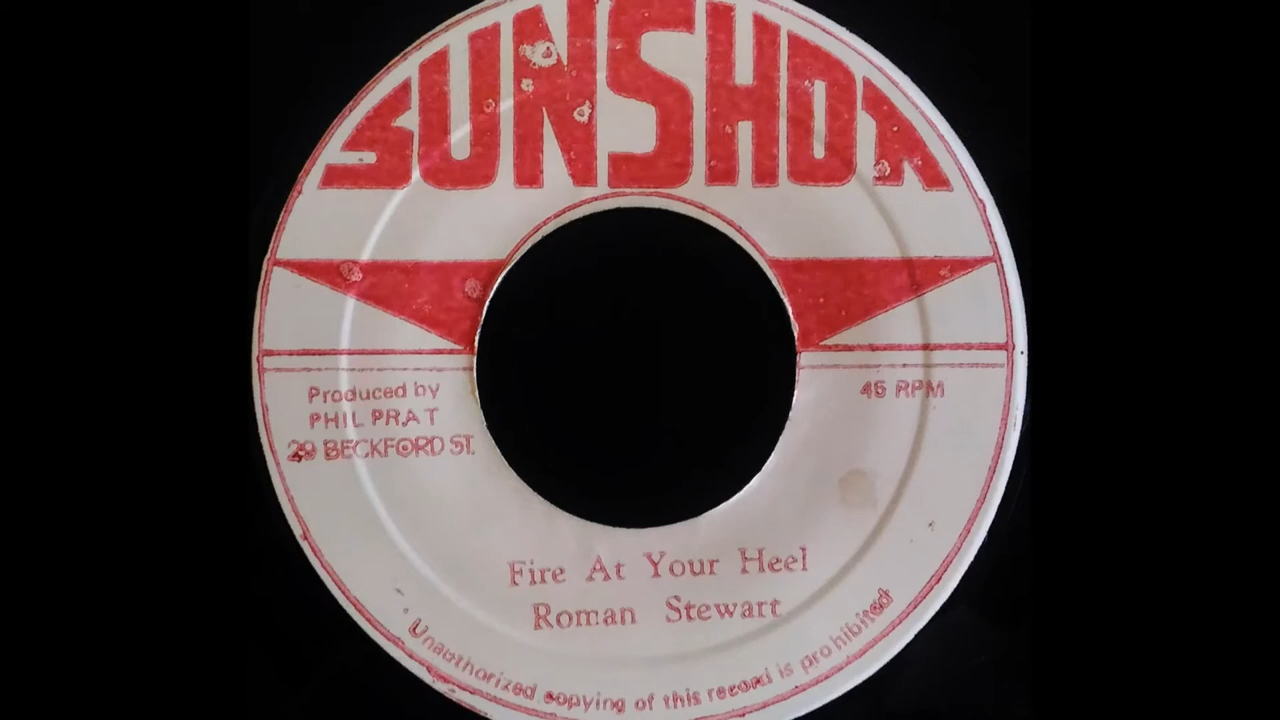 SUNSHOT
Produced by
PHIL PRAT
29 BECKFORD ST.
45 RPM
Fire At Your Heel
Roman Stewart
Unauthorized copying of this record is prohibited